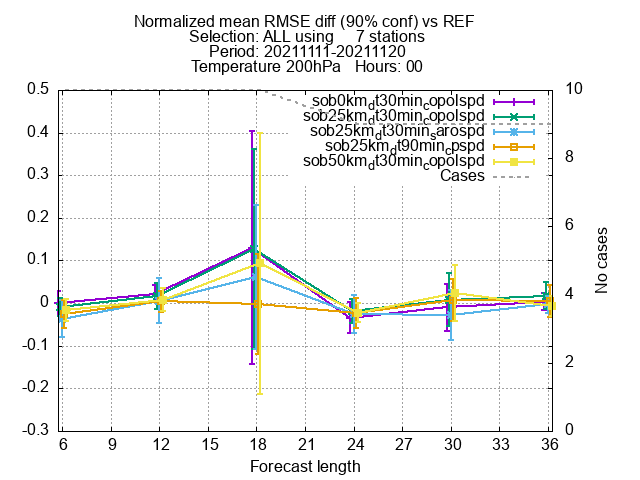 Normalized mean RMSE diff (90% conf) vs REF
Selection: ALL using 7 stations
Period: 20211111-20211120
Temperature 200hPa Hours: 00
sob0km_dt30min_copolspd
sob25km_dt30min_copolspd
sob25km_dt30min_sarospd
sob25km_dt90min_cpspd
sob50km_dt30min_copolspd
Cases
0.5
0.4
0.3
0.2
0.1
0
-0.1
-0.2
-0.3
10
8
6
4
2
0
No cases
6 9 12 15 18 21 24 27 30 33 36
Forecast length